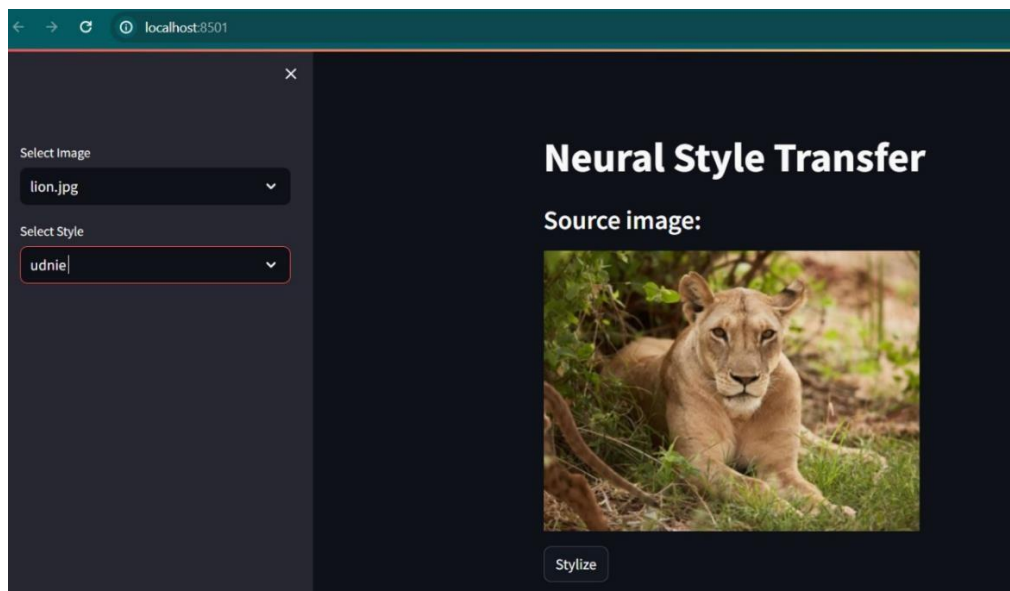 localhost:8501
Select Image
lion.jpg
Select Style
udnie
Neural Style Transfer
Source image:
Stylize